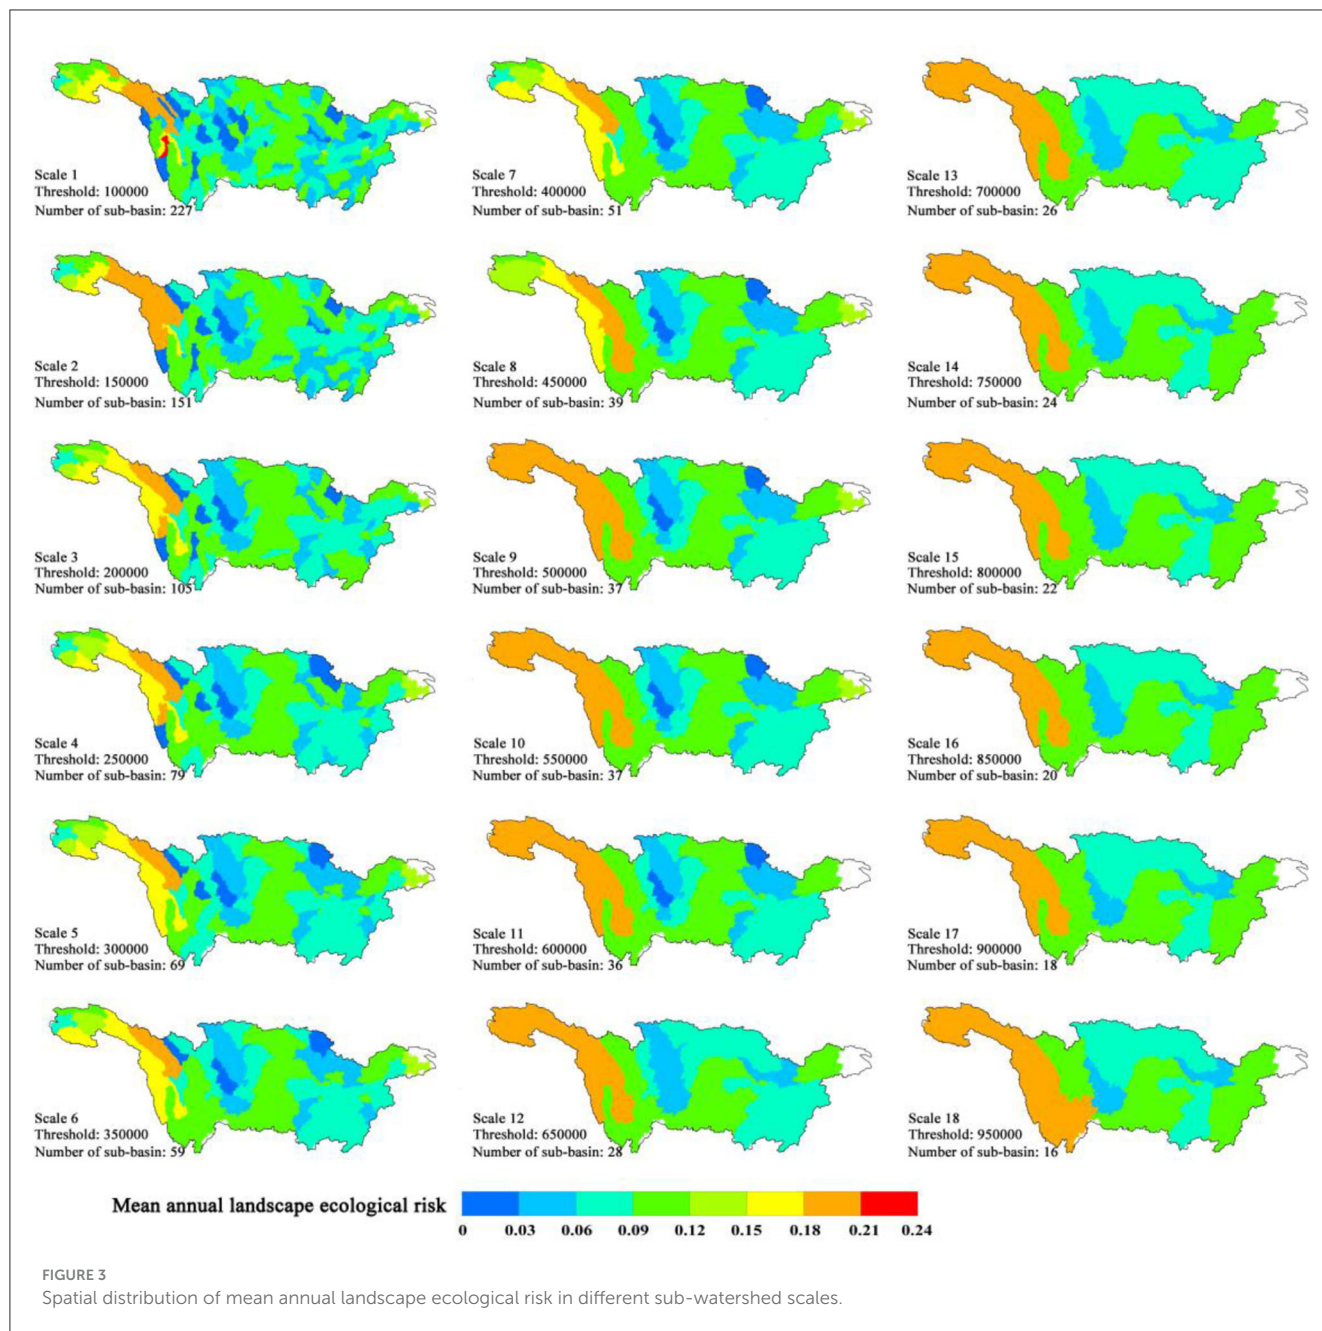 Scale 1
Threshold: 100000
Number of sub-basin: 227
Scale 2
Threshold: 150000
Number of sub-basin: 151
Scale 3
Threshold: 200000
Number of sub-basin: 105
Scale 4
Threshold: 250000
Number of sub-basin: 79
Scale 5
Threshold: 300000
Number of sub-basin: 69
Scale 6
Threshold: 350000
Number of sub-basin: 59
Scale 7
Threshold: 400000
Number of sub-basin: 51
Scale 8
Threshold: 450000
Number of sub-basin: 39
Scale 9
Threshold: 500000
Number of sub-basin: 37
Scale 10
Threshold: 550000
Number of sub-basin: 37
Scale 11
Threshold: 600000
Number of sub-basin: 36
Scale 12
Threshold: 650000
Number of sub-basin: 28
Scale 13
Threshold: 700000
Number of sub-basin: 26
Scale 14
Threshold: 750000
Number of sub-basin: 24
Scale 15
Threshold: 800000
Number of sub-basin: 22
Scale 16
Threshold: 850000
Number of sub-basin: 20
Scale 17
Threshold: 900000
Number of sub-basin: 18
Scale 18
Threshold: 950000
Number of sub-basin: 16
Mean annual landscape ecological risk
0 0.03 0.06 0.09 0.12 0.15 0.18 0.21 0.24
FIGURE 3
Spatial distribution of mean annual landscape ecological risk in different sub-watershed scales.